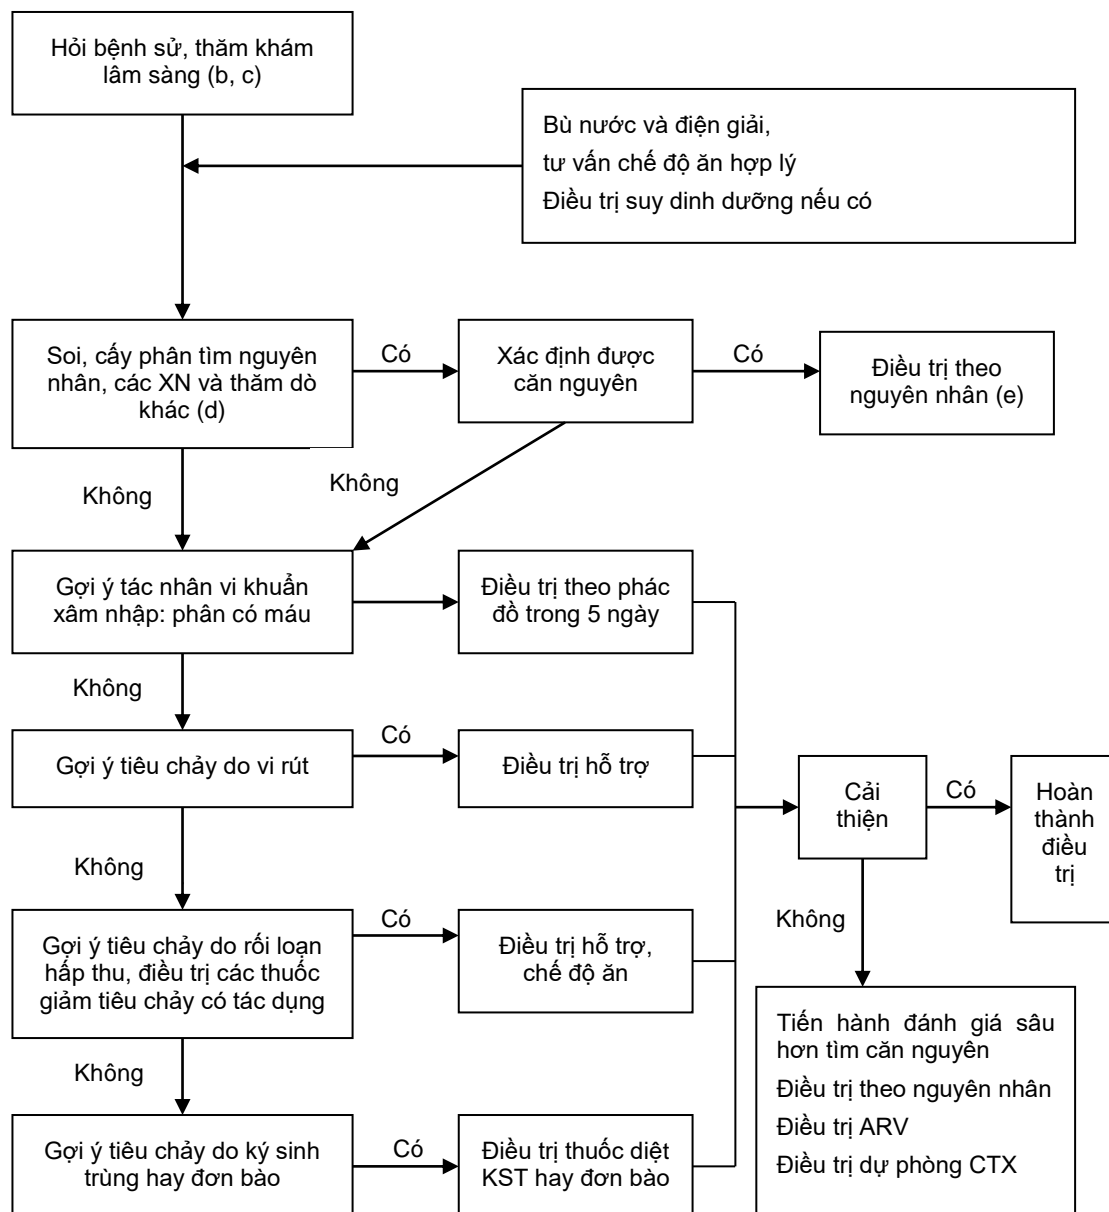 Hỏi bệnh sử, thăm khám
lâm sàng (b, c)
Bù nước và điện giải,
tư vấn chế độ ăn hợp lý
Điều trị suy dinh dưỡng nếu có
Soi, cấy phân tìm nguyên
nhân, các XN và thăm dò
khác (d)
Có
Xác định được
căn nguyên
Có
Điều trị theo
nguyên nhân (e)
Không
Không
Gợi ý tác nhân vi khuẩn
xâm nhập: phân có máu
Điều trị theo phác
đồ trong 5 ngày
Không
Gợi ý tiêu chảy do vi rút
Có
Điều trị hỗ trợ
Cải
thiện
Có
Hoàn
thành
điều
trị
Không
Không
Gợi ý tiêu chảy do rối loạn
hấp thu, điều trị các thuốc
giảm tiêu chảy có tác dụng
Có
Điều trị hỗ trợ,
chế độ ăn
Tiến hành đánh giá sâu
hơn tìm căn nguyên
Điều trị theo nguyên nhân
Điều trị ARV
Điều trị dự phòng CTX
Không
Gợi ý tiêu chảy do ký sinh
trùng hay đơn bào
Có
Điều trị thuốc diệt
KST hay đơn bào